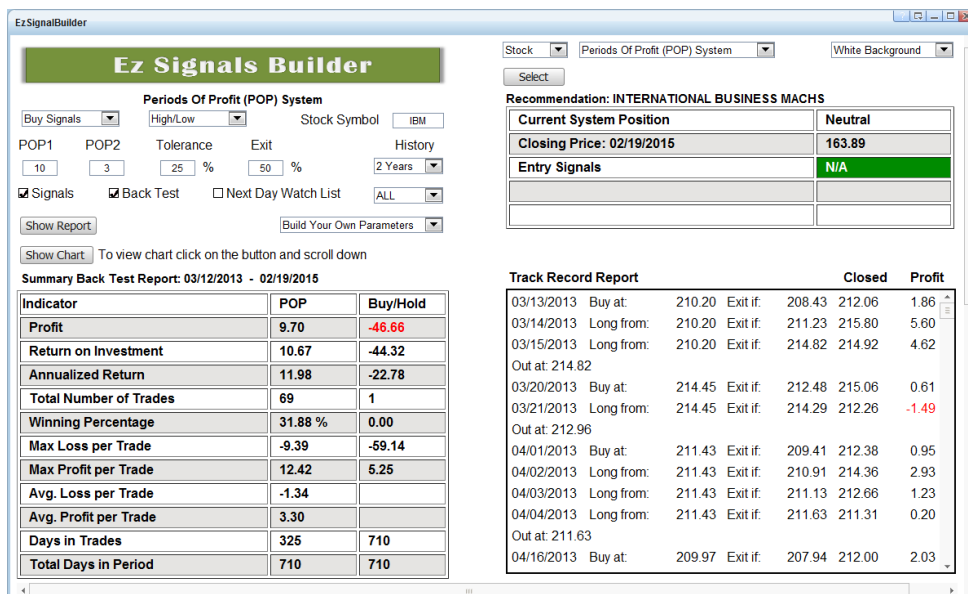 EzSignalBuilder
Ez Signals Builder
Periods Of Profit (POP) System
Buy Signals High/Low Stock Symbol IBM
POP1 POP2 Tolerance Exit History
10 3 25 % 50 % 2 Years
Signals Back Test Next Day Watch List ALL
Show Report Build Your Own Parameters
Show Chart To view chart click on the button and scroll down
Summary Back Test Report: 03/12/2013 - 02/19/2015
Indicator POP Buy/Hold
Profit 9.70 -46.66
Return on Investment 10.67 -44.32
Annualized Return 11.98 -22.78
Total Number of Trades 69 1
Winning Percentage 31.88 % 0.00
Max Loss per Trade -9.39 -59.14
Max Profit per Trade 12.42 5.25
Avg. Loss per Trade -1.34
Avg. Profit per Trade 3.30
Days in Trades 325 710
Total Days in Period 710 710
Stock Periods Of Profit (POP) System White Background
Select
Recommendation: INTERNATIONAL BUSINESS MACHS
Current System Position Neutral
Closing Price: 02/19/2015 163.89
Entry Signals N/A
Track Record Report Closed Profit
03/13/2013 Buy at: 210.20 Exit if: 208.43 212.06 1.86
03/14/2013 Long from: 210.20 Exit if: 211.23 215.80 5.60
03/15/2013 Long from: 210.20 Exit if: 214.82 214.92 4.62
Out at: 214.82
03/20/2013 Buy at: 214.45 Exit if: 212.48 215.06 0.61
03/21/2013 Long from: 214.45 Exit if: 214.29 212.26 -1.49
Out at: 212.96
04/01/2013 Buy at: 211.43 Exit if: 209.41 212.38 0.95
04/02/2013 Long from: 211.43 Exit if: 210.91 214.36 2.93
04/03/2013 Long from: 211.43 Exit if: 211.13 212.66 1.23
04/04/2013 Long from: 211.43 Exit if: 211.63 211.31 0.20
Out at: 211.63
04/16/2013 Buy at: 209.97 Exit if: 207.94 212.00 2.03